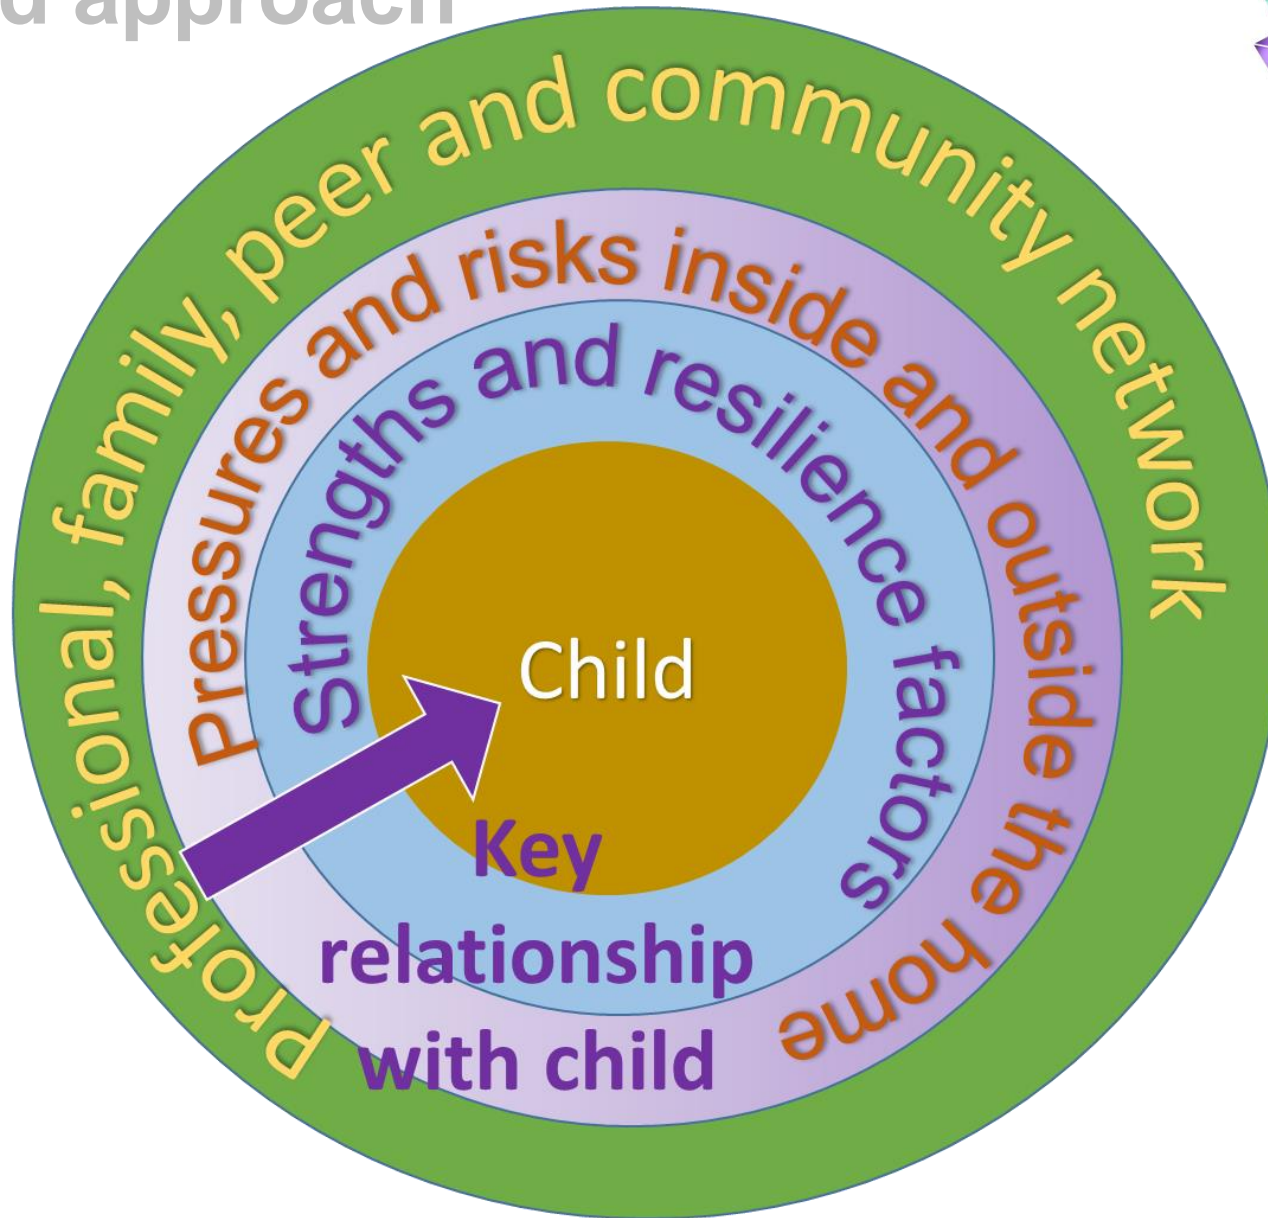 d approach
Professional, family, peer and community network
Pressures and risks inside and outside the home
Strengths and resilience factors
Child
Key
relationship
with child